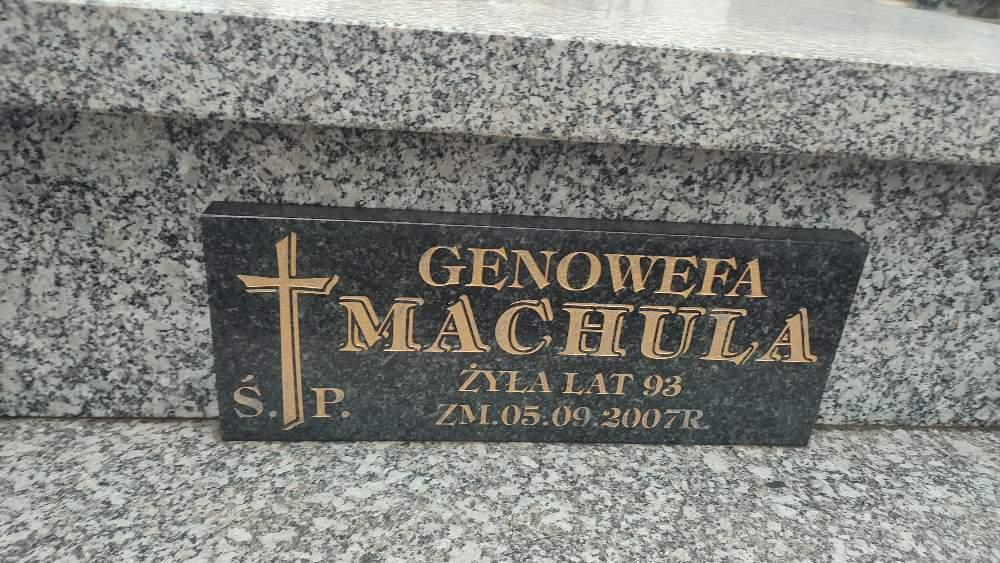 GENOWEFA
MACHULA
ŻYŁA LAT 93
Ś. P.
ZM. 05.09.2007R.